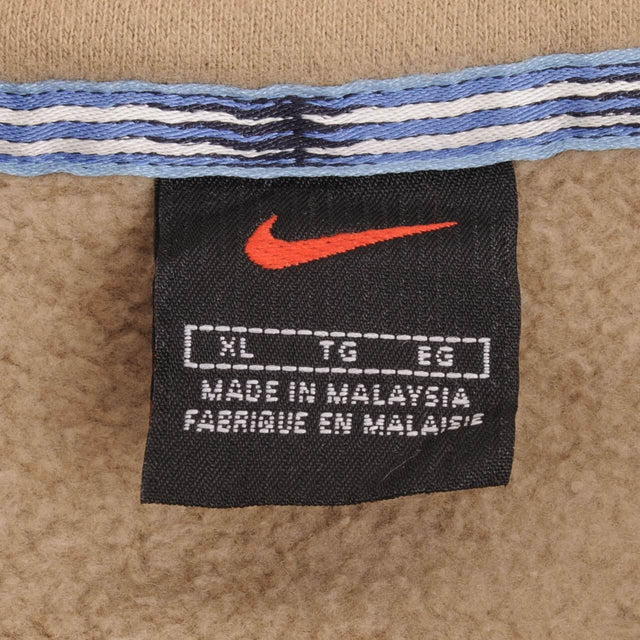 XL TG EG
MADE IN MALAYSIA
FABRIQUE EN MALAISIE